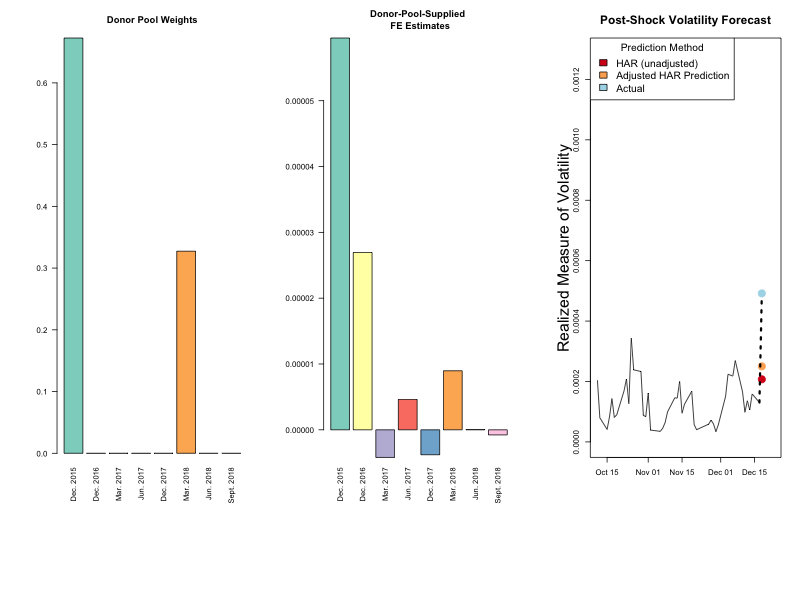 Donor Pool Weights
0.6
0.5
0.4
0.3
0.2
0.1
0.0
Dec. 2015
Dec. 2016
Mar. 2017
Jun. 2017
Dec. 2017
Mar. 2018
Jun. 2018
Sept. 2018
Donor-Pool-Supplied
FE Estimates
0.00005
0.00004
0.00003
0.00002
0.00001
0.00000
Dec. 2015
Dec. 2016
Mar. 2017
Jun. 2017
Dec. 2017
Mar. 2018
Jun. 2018
Sept. 2018
Post-Shock Volatility Forecast
Prediction Method
HAR (unadjusted)
Adjusted HAR Prediction
Actual
Realized Measure of Volatility
0.0012
0.0010
0.0008
0.0006
0.0004
0.0002
0.0000
Oct 15
Nov 01
Nov 15
Dec 01
Dec 15